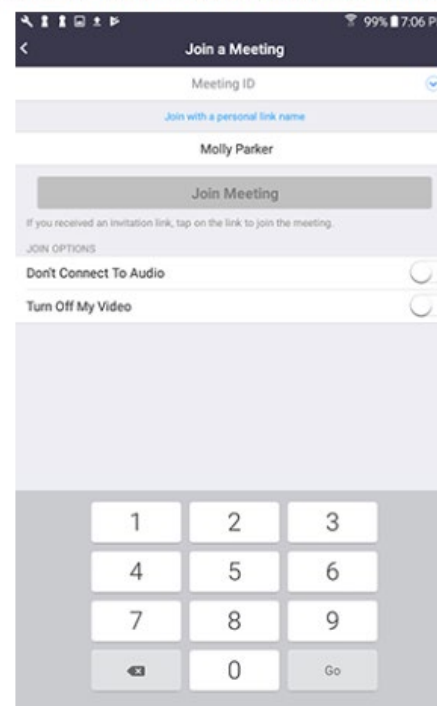 99% 7:06 P
Join a Meeting
Meeting ID
Join with a personal link name
Molly Parker
Join Meeting
If you received an invitation link, tap on the link to join the meeting.
JOIN OPTIONS
Don't Connect To Audio
Turn Off My Video
1 2 3
4 5 6
7 8 9
0 Go